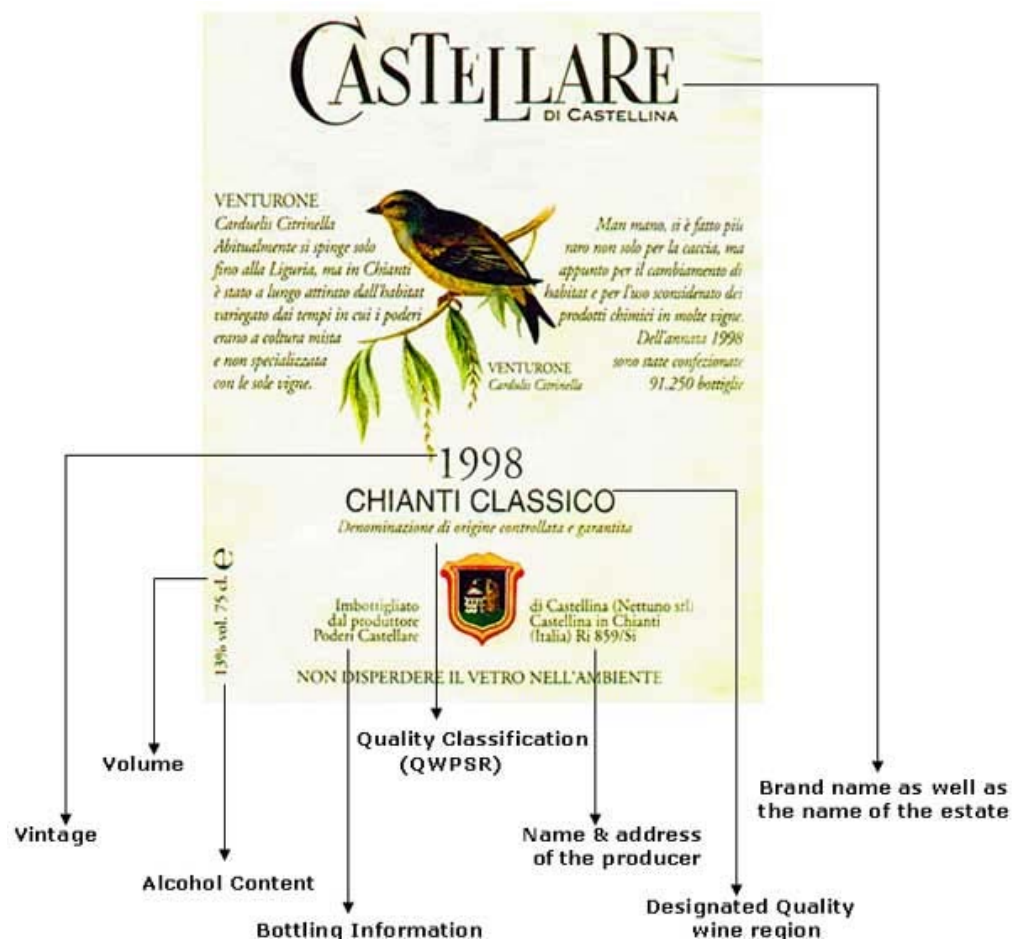 CASTELLARE
DI CASTELLINA
VENTURONE
Carduelis Citrinella
Abitualmente si spinge solo
fino alla Liguria, ma in Chianti
è stato a lungo attirato dall'habitat
variegato dai tempi in cui i poderi
erano a coltura mista
e non specializzata
con le sole vigne.
Man mano, si è fatto più
raro non solo per la caccia, ma
appunto per il cambiamento di
habitat e per l'uso sconsiderato dei
prodotti chimici in molte vigne.
Dell'annata 1998
sono state confezionate
91.250 bottiglie
VENTURONE
Cardulis Citrinella
1998
CHIANTI CLASSICO
Denominazione di origine controllata e garantita
13% vol. 75 cl. e
Imbottigliato
dal produttore
Poderi Castellare
di Castellina (Nettuno srl)
Castellina in Chianti
(Italia) Ri 859/Si
NON DISPERDERE IL VETRO NELL'AMBIENTE
Quality Classification
(QWPSR)
Volume
Brand name as well as
the name of the estate
Vintage
Name & address
of the producer
Alcohol Content
Designated Quality
wine region
Bottling Information